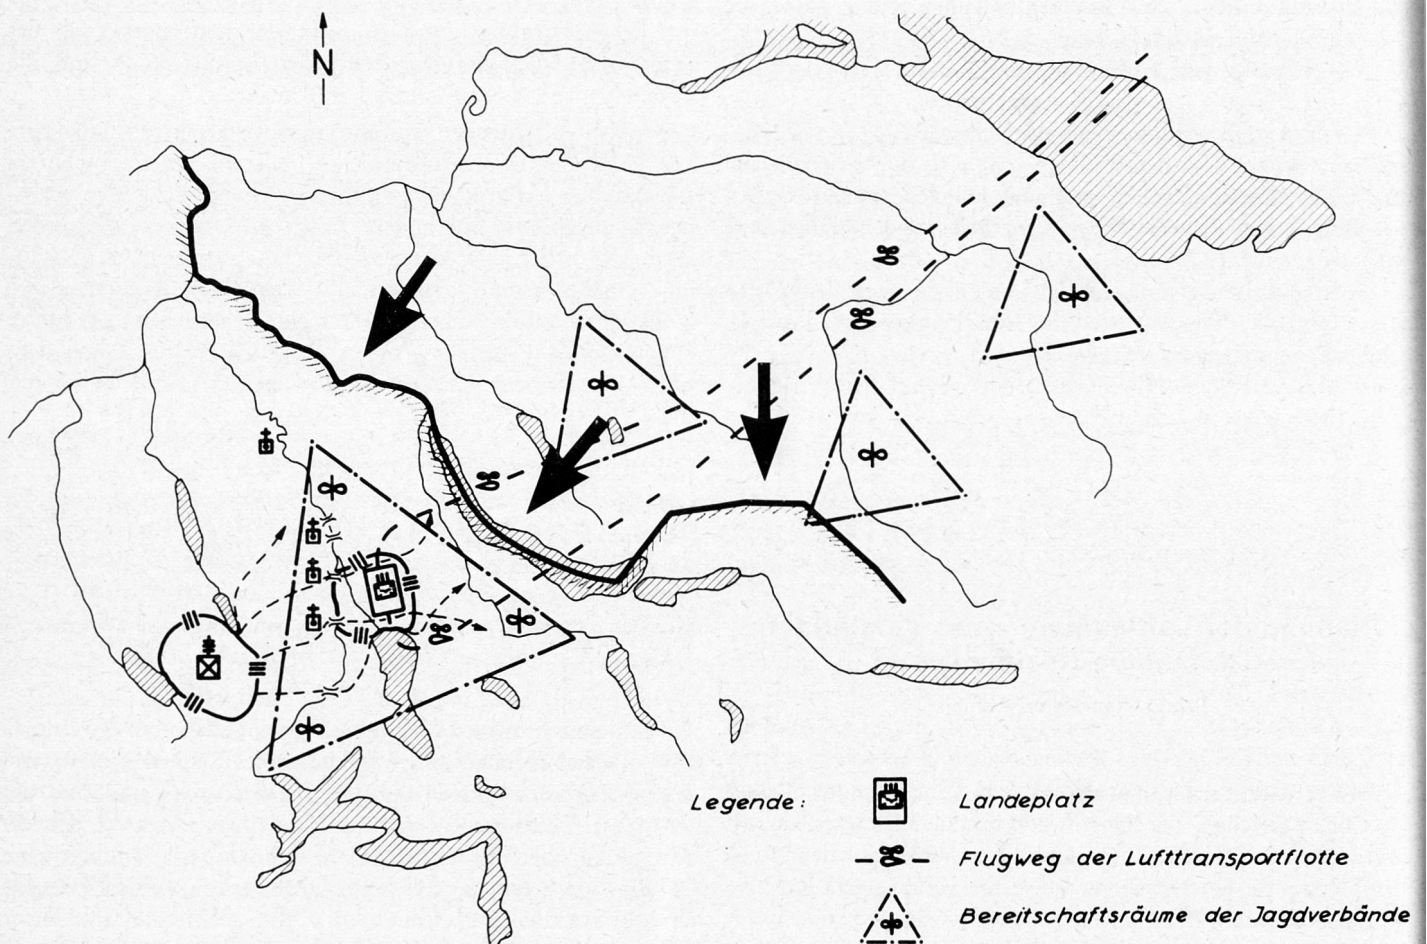 N
Legende:
Landeplatz
Flugweg der Lufttransportflotte
Bereitschaftsräume der Jagdverbände